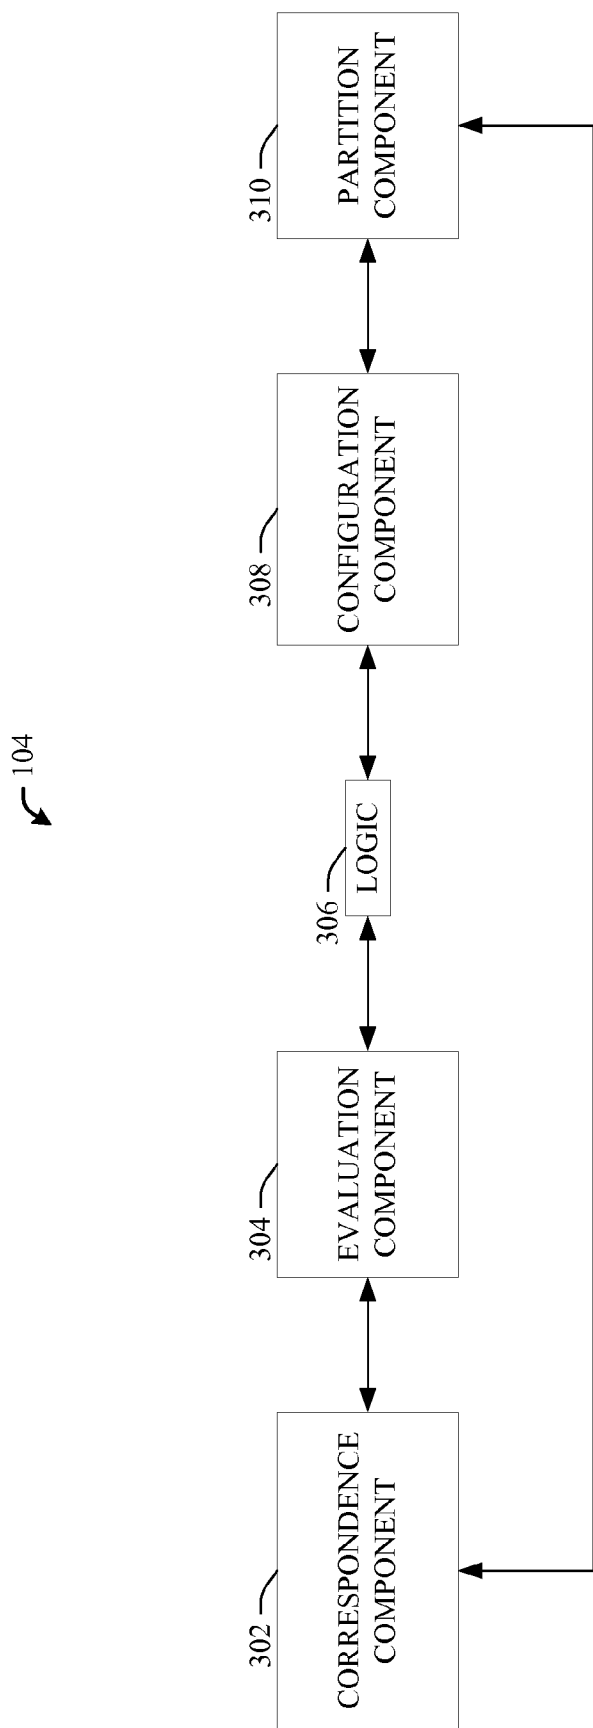 104
302
CORRESPONDENCE
COMPONENT
304
EVALUATION
COMPONENT
306
LOGIC
308
CONFIGURATION
COMPONENT
310
PARTITION
COMPONENT